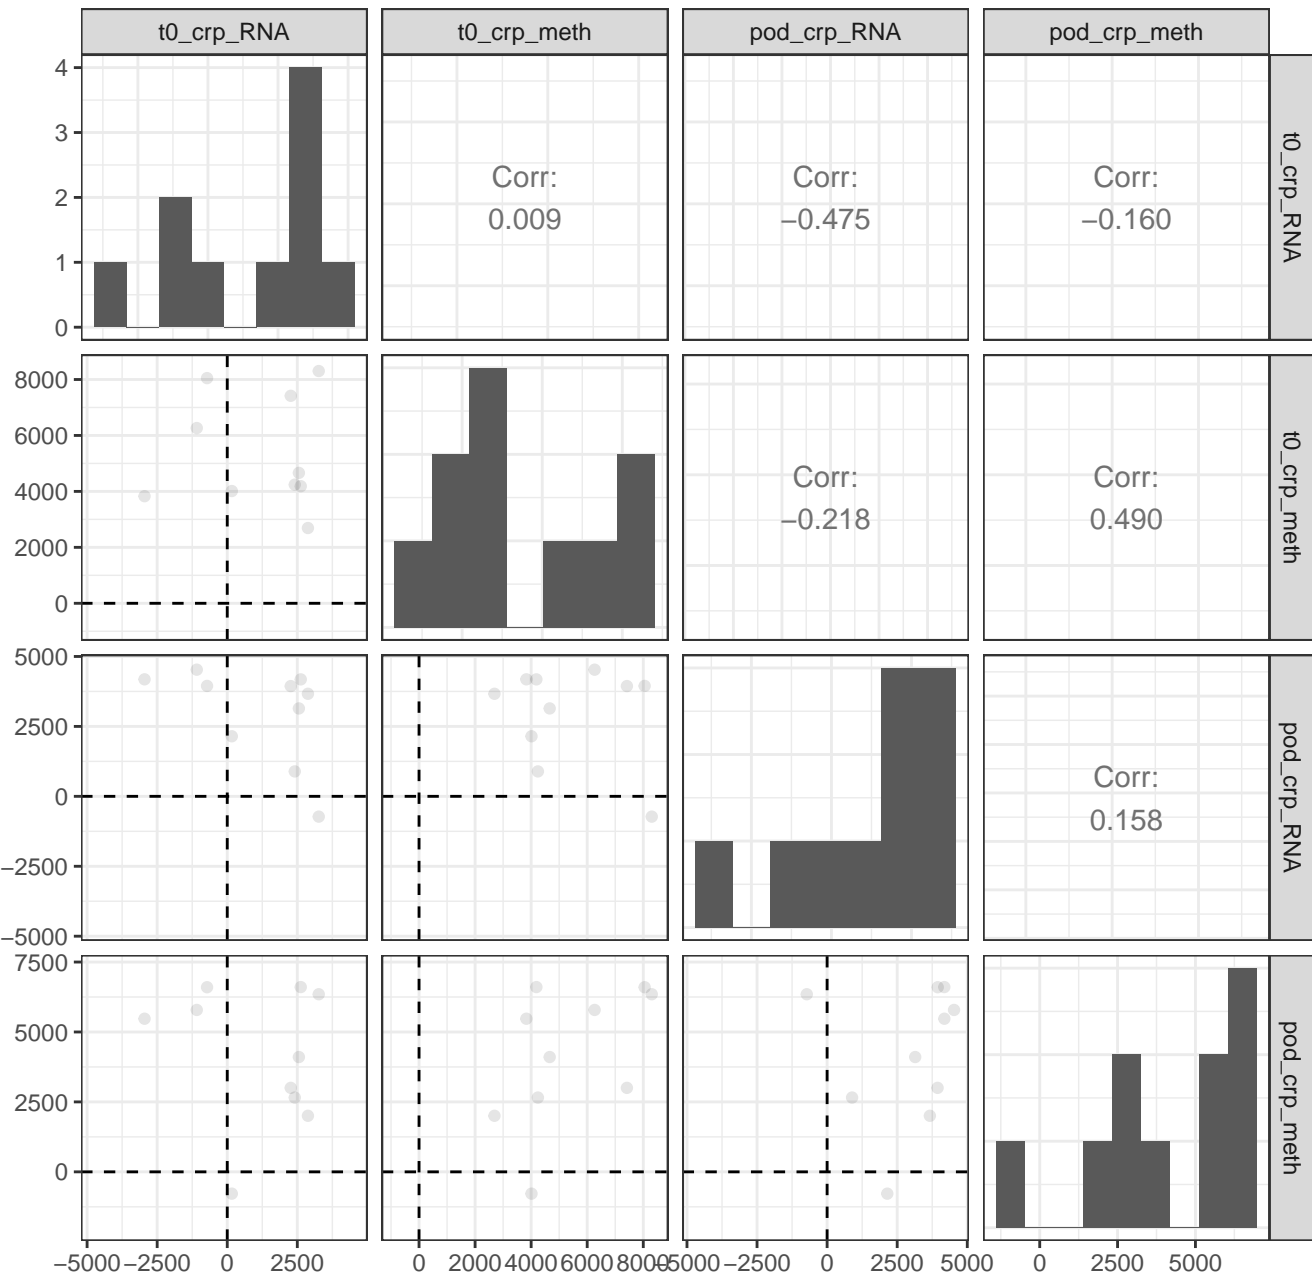 t0_crp_RNA
t0_crp_meth
pod_crp_RNA
pod_crp_meth
4
3
2
1
0
Corr:
0.009
Corr:
−0.475
Corr:
−0.160
t0_crp_RNA
8000
6000
4000
2000
0
Corr:
−0.218
Corr:
0.490
t0_crp_meth
5000
2500
0
−2500
−5000
Corr:
0.158
pod_crp_RNA
7500
5000
2500
0
pod_crp_meth
−5000 −2500 0 2500
0 2000 4000 6000 8000
−5000 −2500 0 2500 5000
0 2500 5000